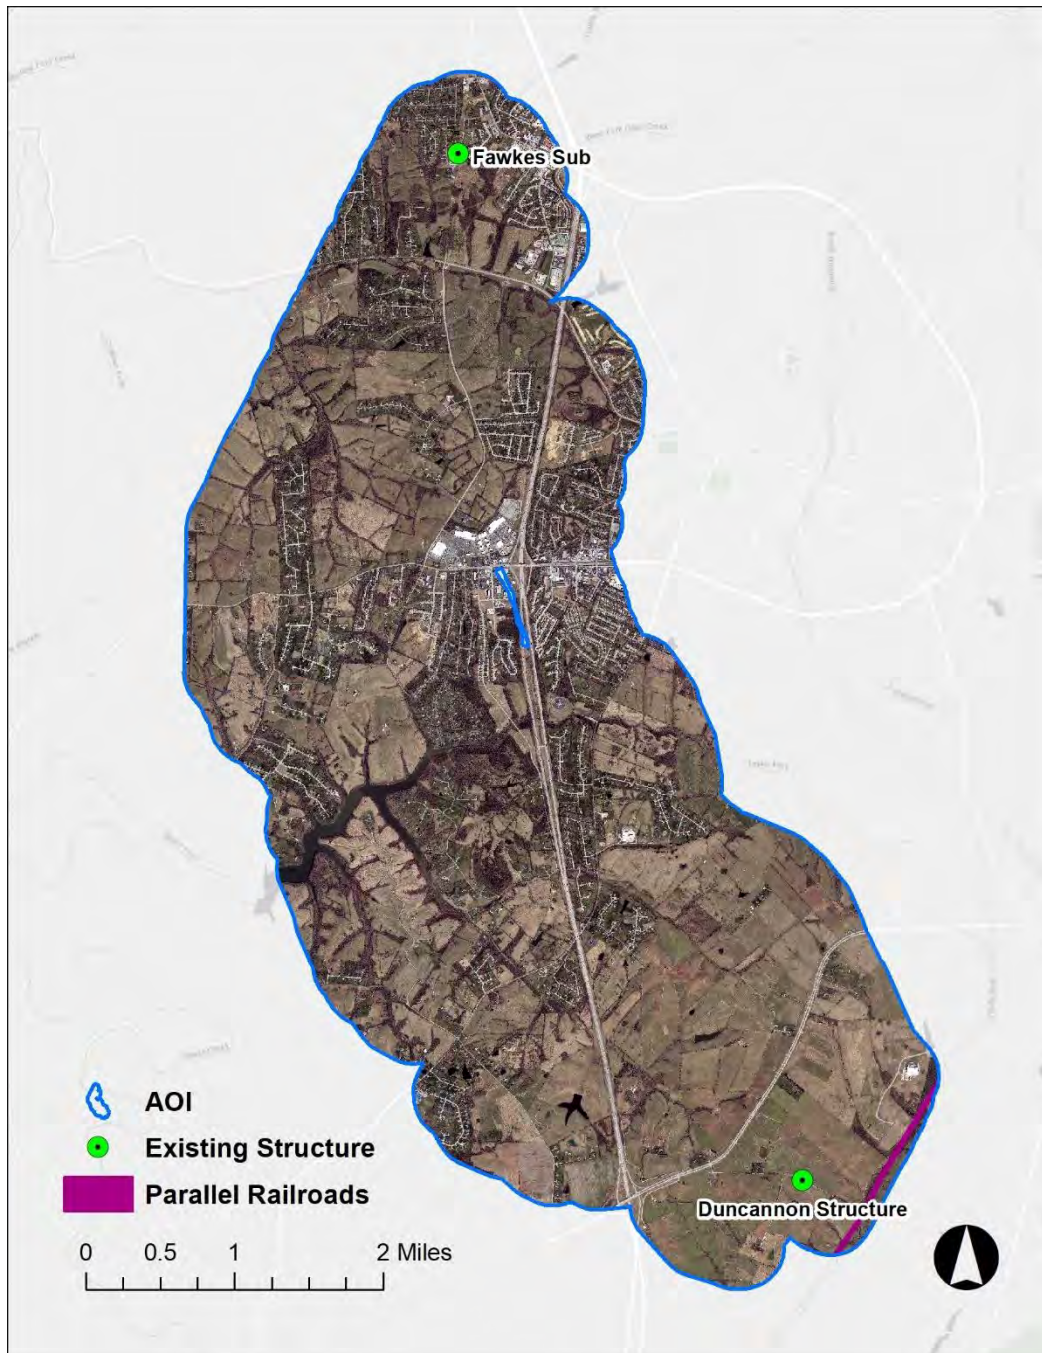 Fawkes Sub
AOI
Existing Structure
Parallel Railroads
Duncannon Structure
0 0.5 1 2 Miles